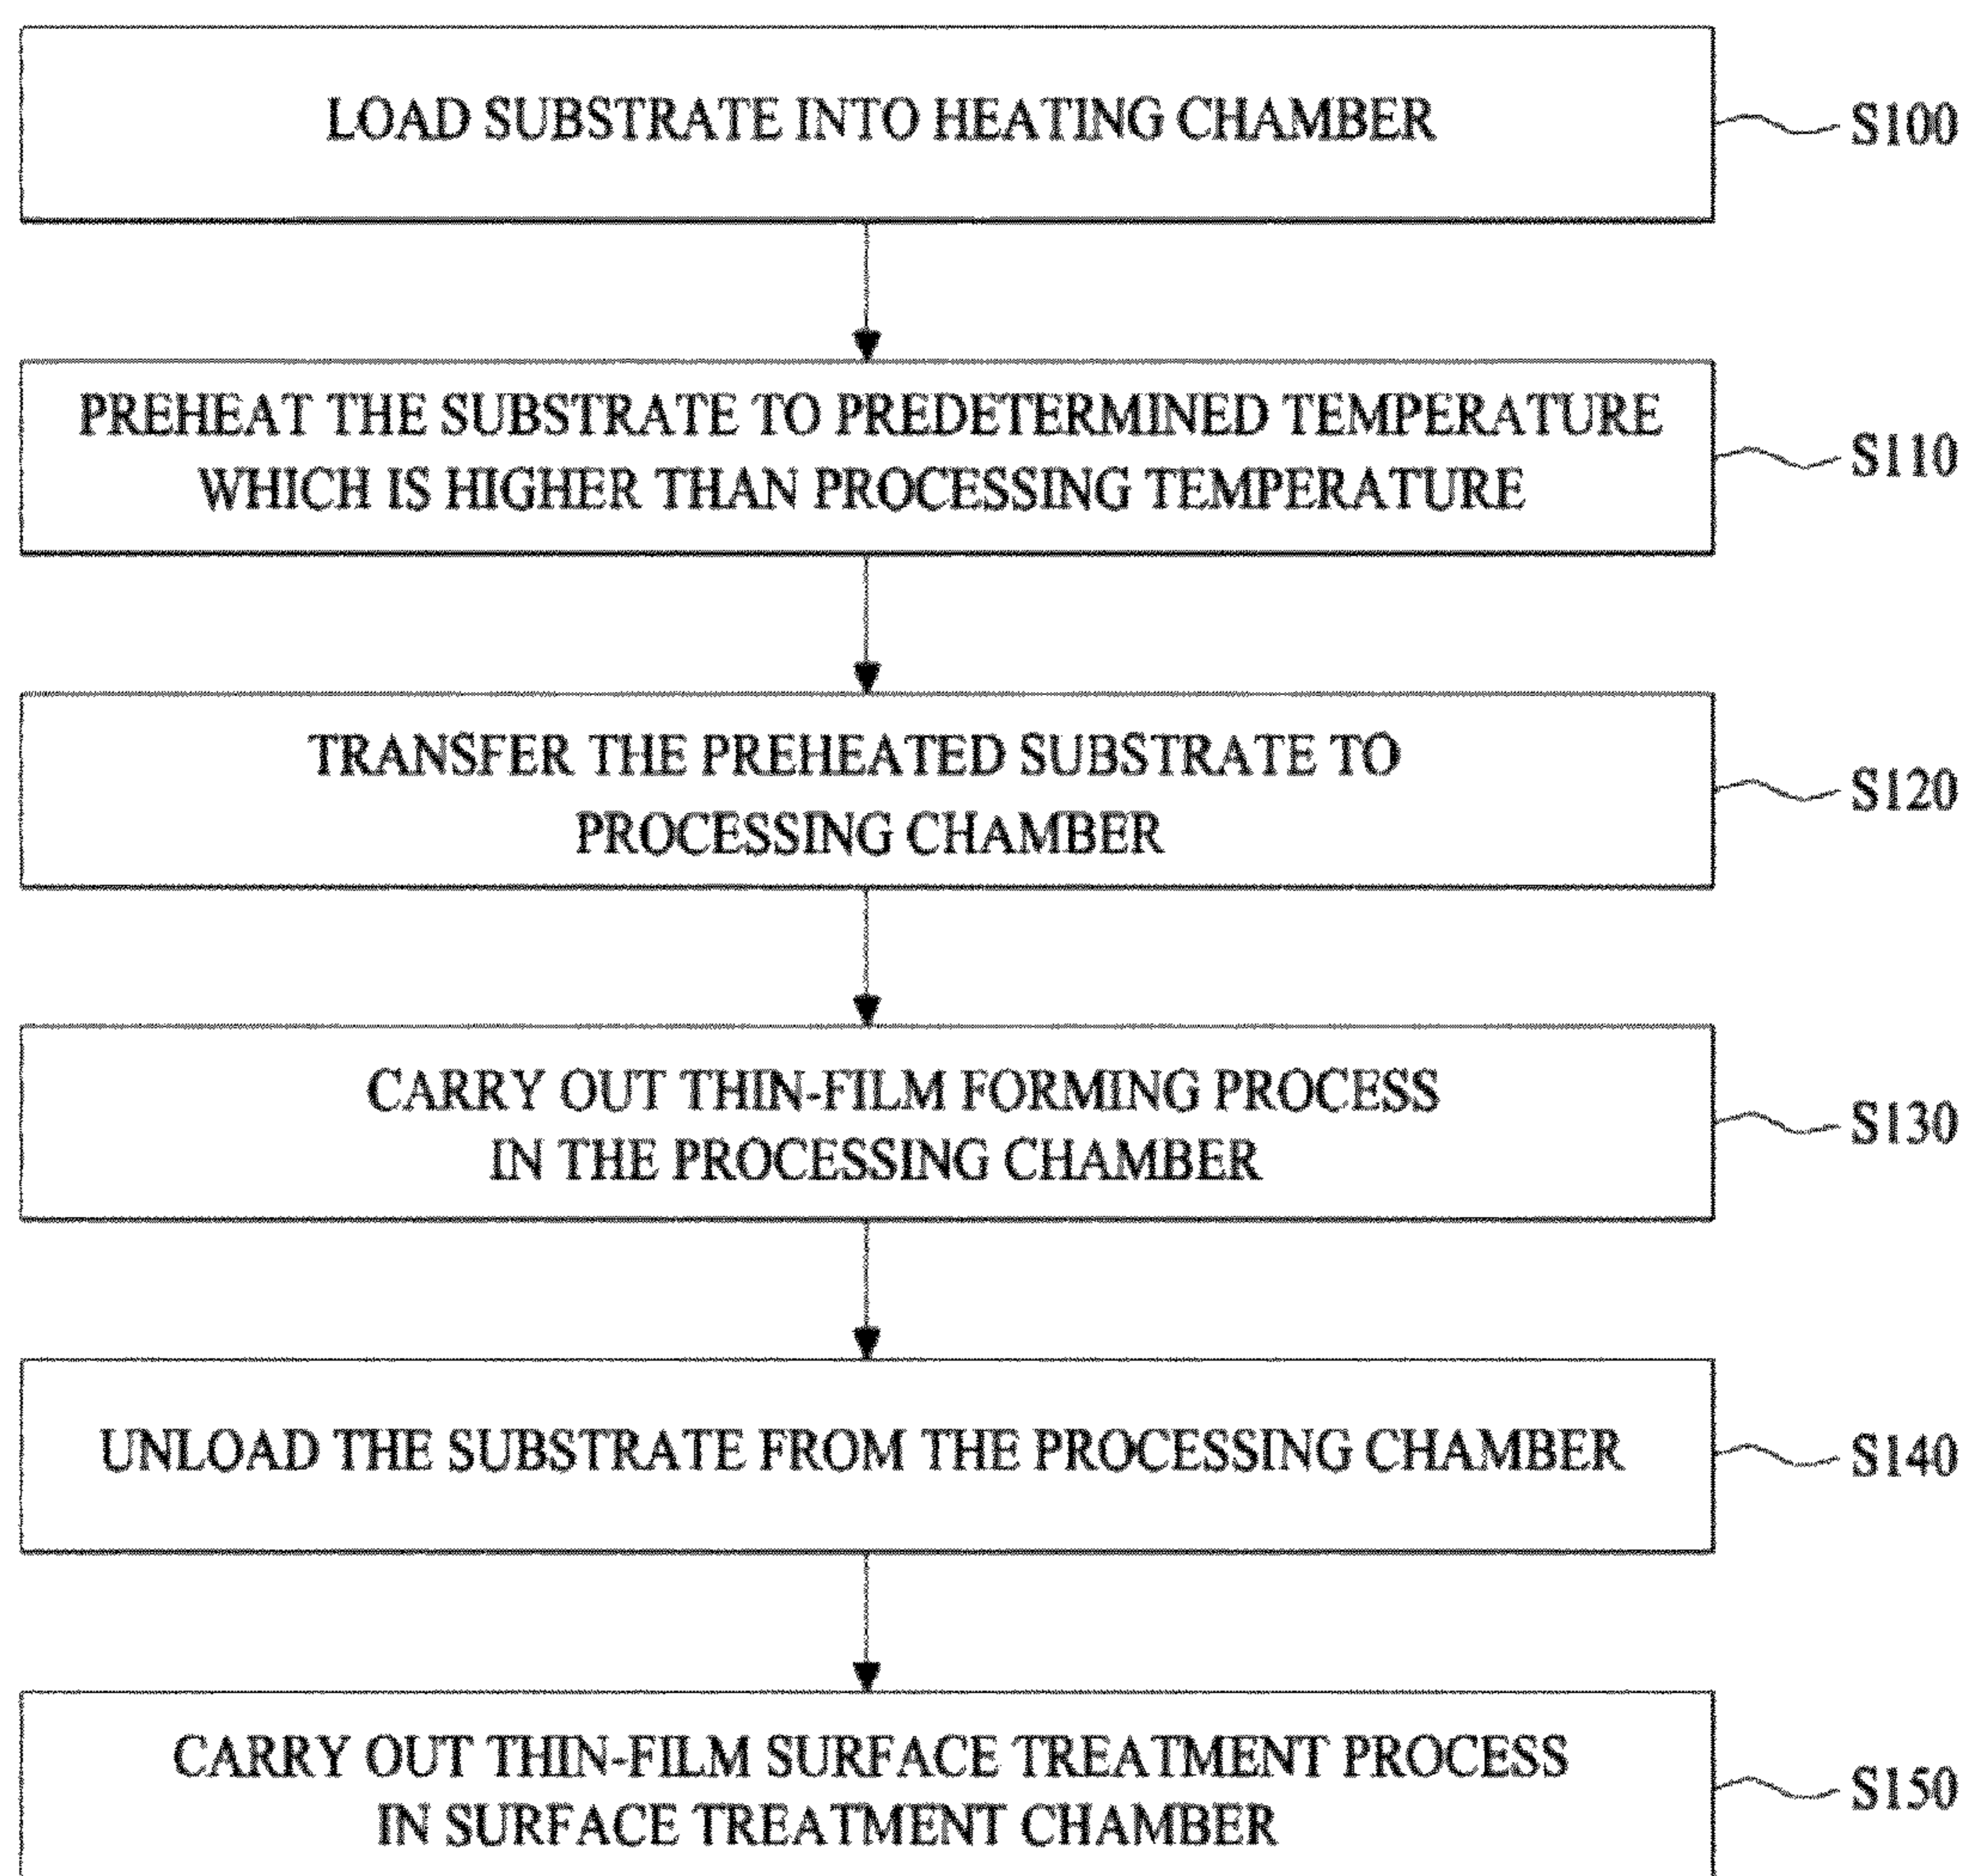 LOAD SUBSTRATE INTO HEATING CHAMBER
S100
PREHEAT THE SUBSTRATE TO PREDETERMINED TEMPERATURE
WHICH IS HIGHER THAN PROCESSING TEMPERATURE
S110
TRANSFER THE PREHEATED SUBSTRATE TO
PROCESSING CHAMBER
S120
CARRY OUT THIN-FILM FORMING PROCESS
IN THE PROCESSING CHAMBER
S130
UNLOAD THE SUBSTRATE FROM THE PROCESSING CHAMBER
S140
CARRY OUT THIN-FILM SURFACE TREATMENT PROCESS
IN SURFACE TREATMENT CHAMBER
S150